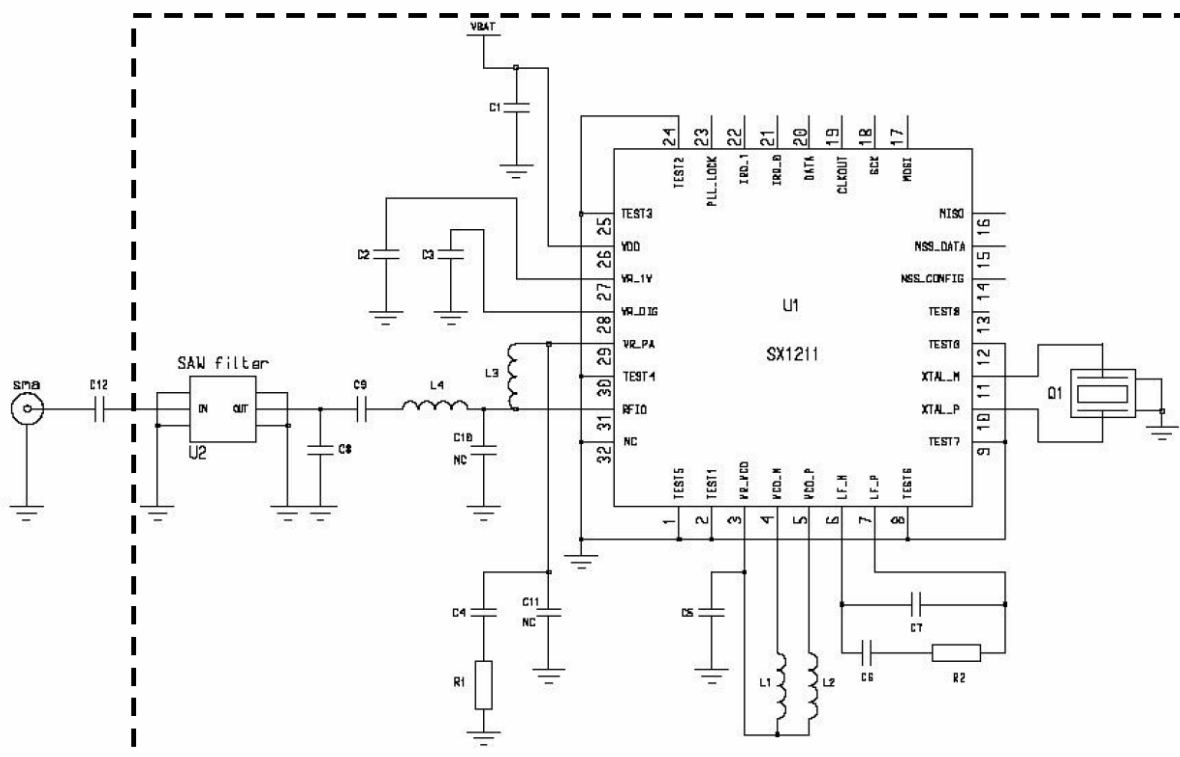 VBAT
C1
24
23
22
21
20
19
18
17
TEST2
PLL_LOCK
IRQ_1
IRQ_0
DATA
CLKOUT
SCK
MOSI
TEST3
25
VDD
26
VR_1V
27
VR_DIG
28
VR_PA
29
TEST4
30
RFIO
31
NC
32
MISO
16
NSS_DATA
15
NSS_CONFIG
14
TEST8
13
TEST0
12
XTAL_M
11
XTAL_P
10
TEST7
9
U1
SX1211
C2
C3
SAW filter
sma
C12
IN
OUT
U2
C8
C9
L4
L3
C10
NC
Q1
TEST5
TEST1
VR_VCO
VCO_M
VCO_P
LF_M
LF_P
TEST6
1
2
3
4
5
6
7
8
C4
C11
NC
R1
C5
L1
L2
C7
C6
R2